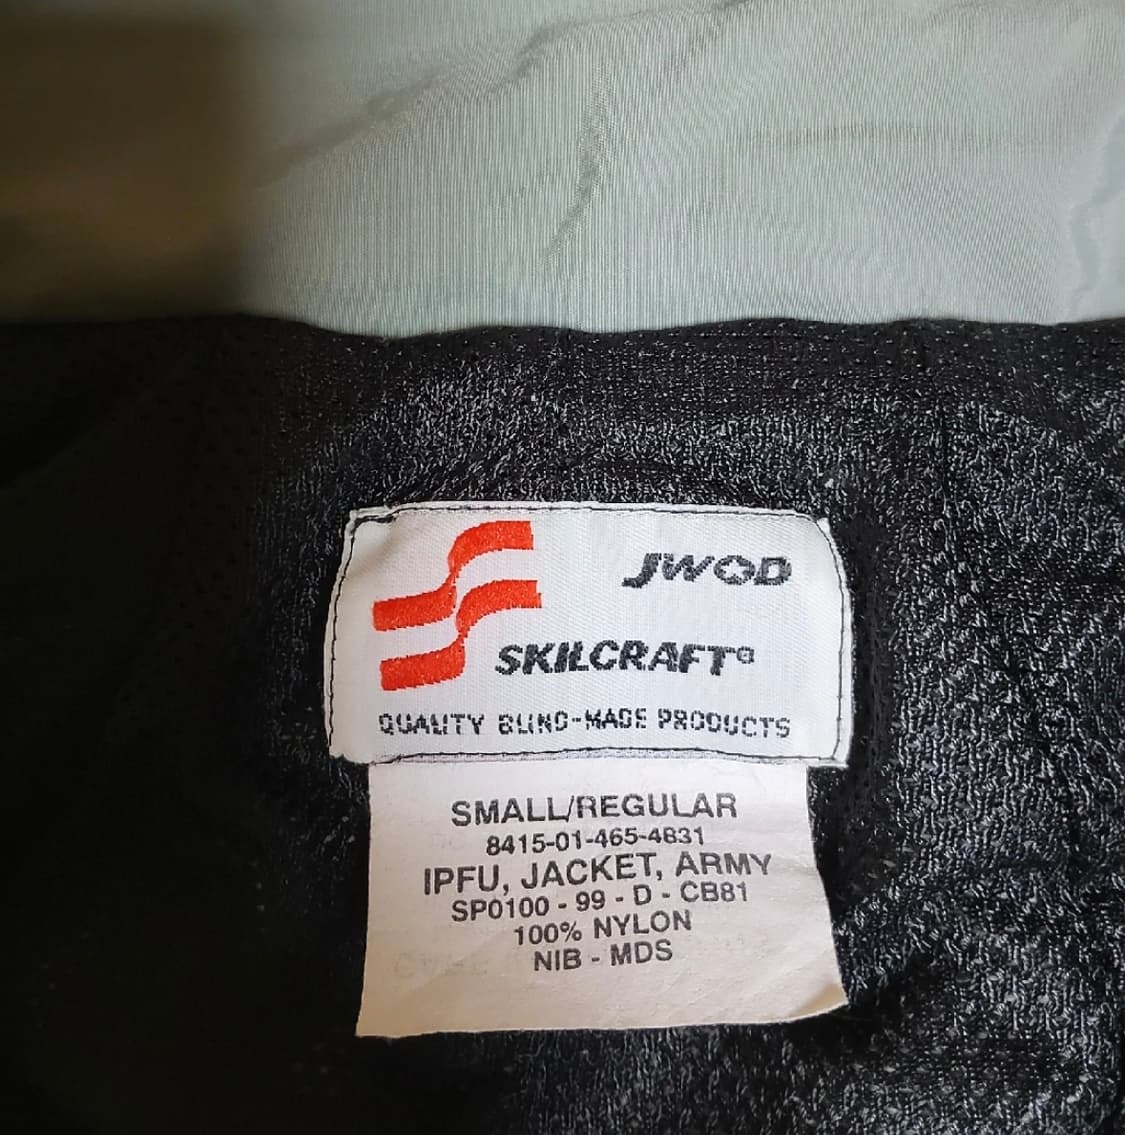 JWOD
SKILCRAFT®
QUALITY BLIND-MADE PRODUCTS
SMALL/REGULAR
8415-01-465-4831
IPFU, JACKET, ARMY
SP0100 - 99 - D - CB81
100% NYLON
NIB - MDS